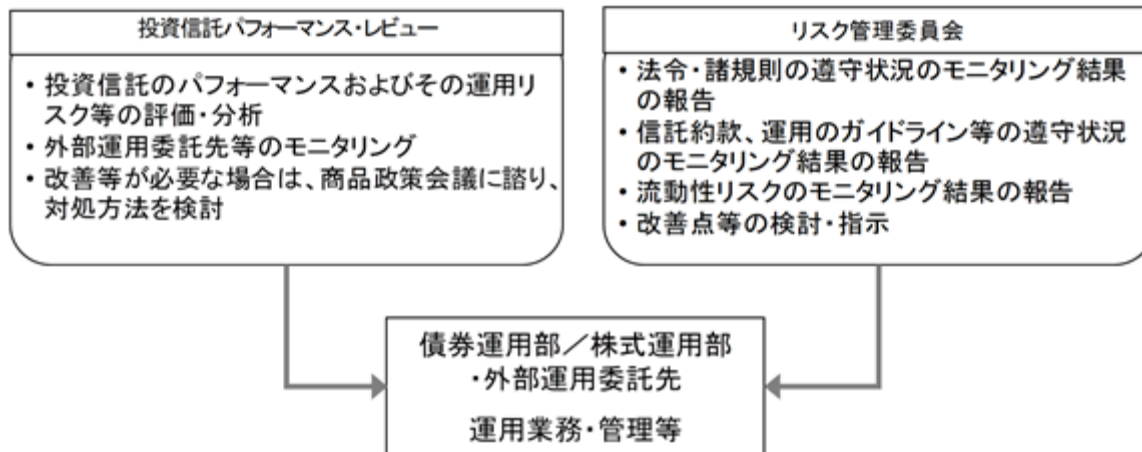 投資信託パフォーマンス・レビュー
・投資信託のパフォーマンスおよびその運用リ
スク等の評価・分析
・外部運用委託先等のモニタリング
・改善等が必要な場合は、商品政策会議に諮り、
対処方法を検討
リスク管理委員会
・法令・諸規則の遵守状況のモニタリング結果
の報告
・信託約款、運用のガイドライン等の遵守状況
のモニタリング結果の報告
・流動性リスクのモニタリング結果の報告
・改善点等の検討・指示
債券運用部／株式運用部
・外部運用委託先
運用業務・管理等